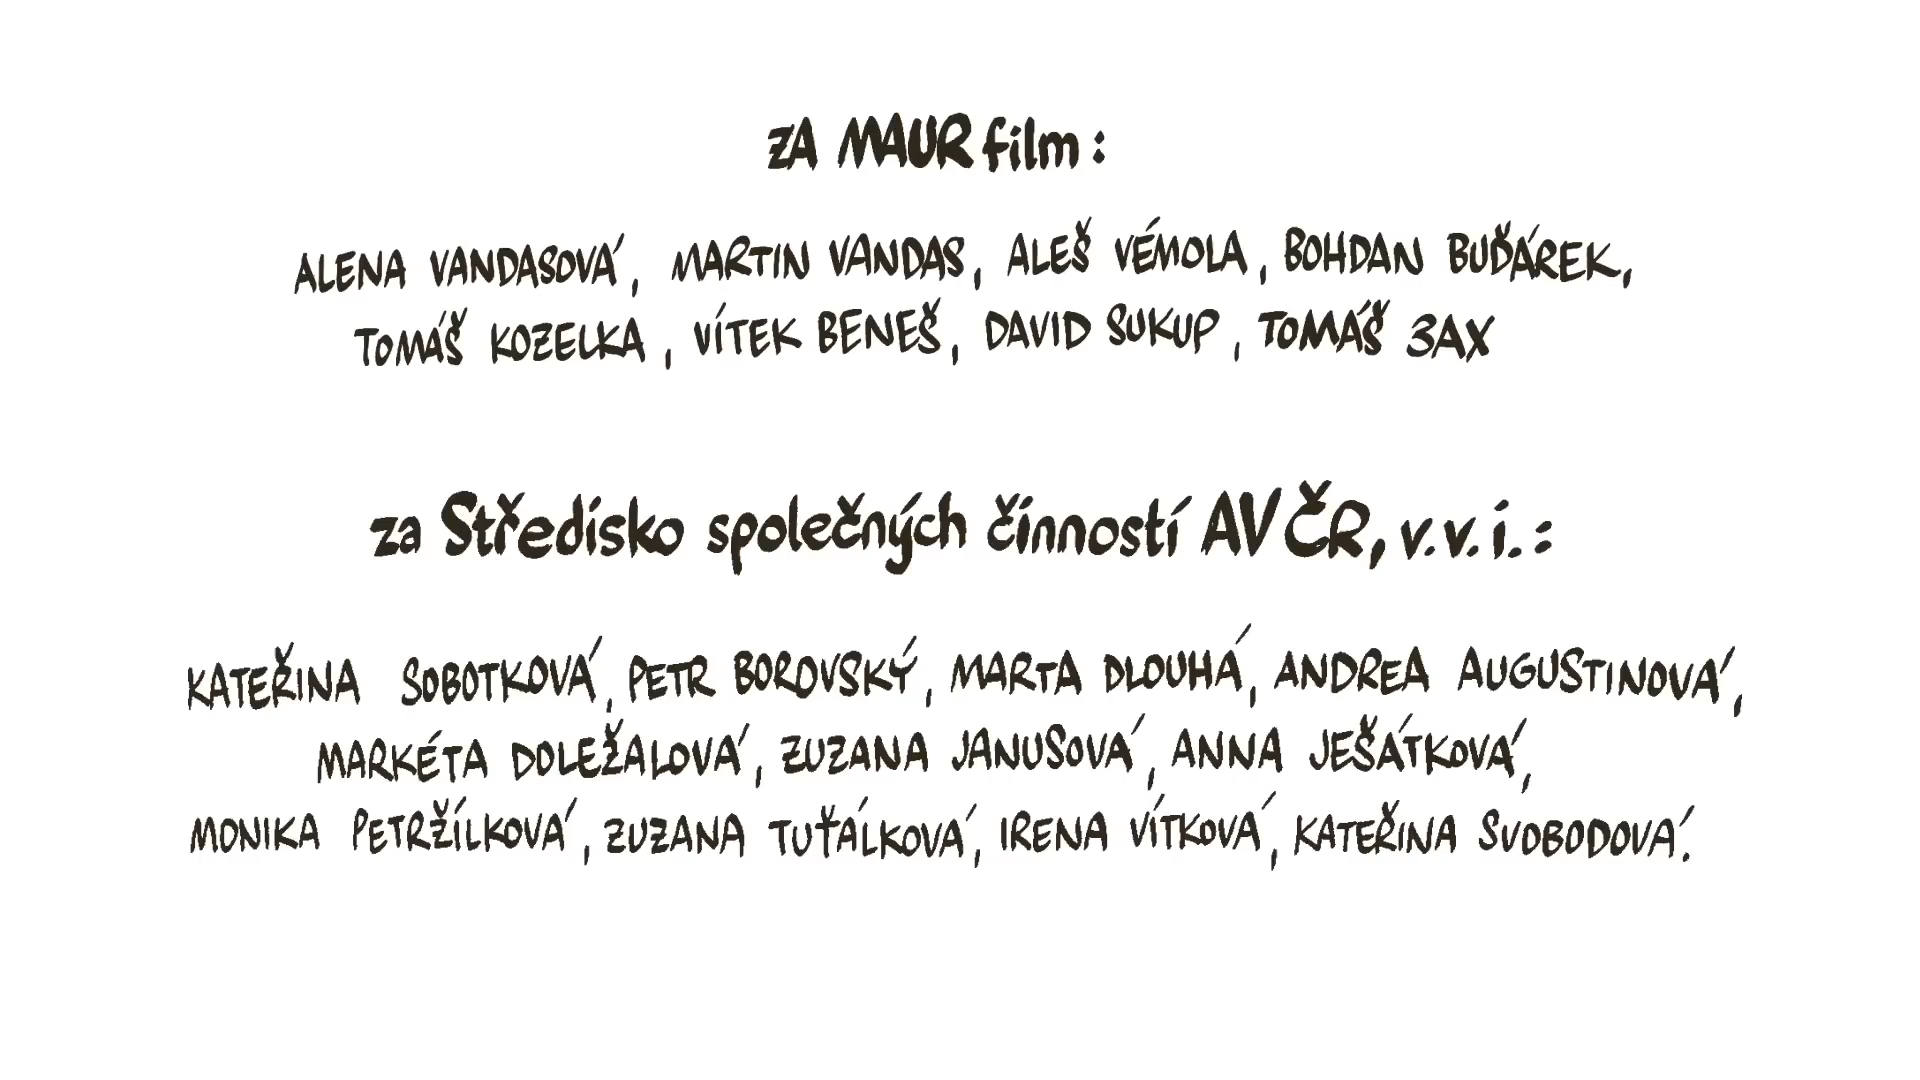 ZA MAUR film:
ALENA VANDASOVÁ, MARTIN VANDAS, ALEŠ VÉMOLA, BOHDAN BUĎÁREK,
TOMÁŠ KOZELKA, VÍTEK BENEŠ, DAVID SUKUP, TOMÁŠ 3AX
za Středisko společných činností AV ČR, v.v.i.:
KATEŘINA SOBOTKOVÁ, PETR BOROVSKÝ, MARTA DLOUHÁ, ANDREA AUGUSTINOVÁ,
MARKÉTA DOLEŽALOVÁ, ZUZANA JANUSOVÁ, ANNA JEŠÁTKOVÁ,
MONIKA PETRŽÍLKOVÁ, ZUZANA TUŤÁLKOVÁ, IRENA VÍTKOVÁ, KATEŘINA SVOBODOVÁ.